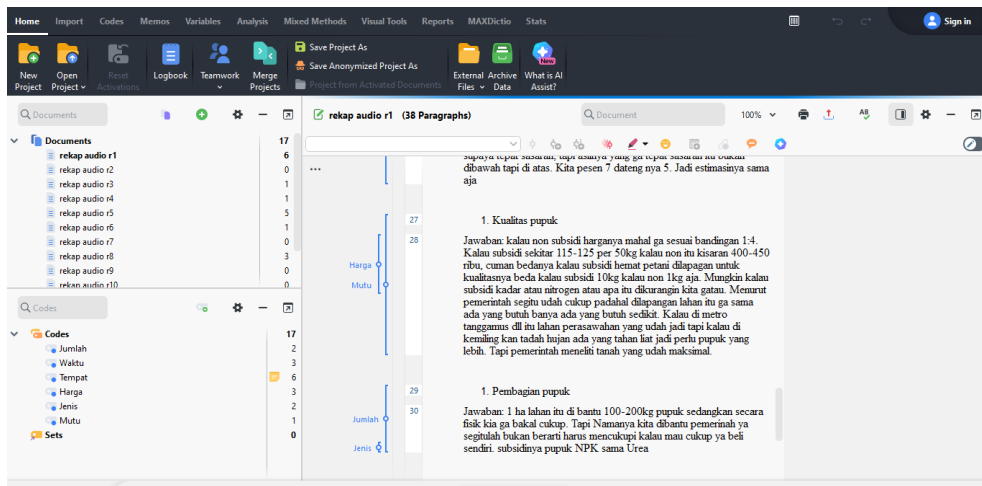 Home Import Codes Memos Variables Analysis Mixed Methods Visual Tools Reports MAXDictio Stats Sign in
New Project
Open Project
Reset Activations
Logbook
Teamwork
Merge Projects
Save Project As
Save Anonymized Project As
Project from Activated Documents
External Files
Archive Data
New
What is AI Assist?
Documents
Documents 17
rekap audio r1 6
rekap audio r2 0
rekap audio r3 1
rekap audio r4 1
rekap audio r5 5
rekap audio r6 1
rekap audio r7 0
rekap audio r8 3
rekap audio r9 0
rekap audio r10 0
Codes
Codes 17
Jumlah 2
Waktu 3
Tempat 6
Harga 3
Jenis 2
Mutu 1
Sets 0
rekap audio r1 (38 Paragraphs)
Document
100%
supaya tepat sasaran, tapi aslinya yang ga tepat sasaran itu bukan
dibawah tapi di atas. Kita pesen 7 dateng nya 5. Jadi estimasinya sama
aja
27 1. Kualitas pupuk
28 Jawaban: kalau non subsidi harganya mahal ga sesuai bandingan 1:4.
Kalau subsidi sekitar 115-125 per 50kg kalau non itu kisaran 400-450
ribu, cuman bedanya kalau subsidi hemat petani dilapagan untuk
kualitasnya beda kalau subsidi 10kg kalau non 1kg aja. Mungkin kalau
subsidi kadar atau nitrogen atau apa itu dikurangin kita gatau. Menurut
pemerintah segitu udah cukup padahal dilapangan lahan itu ga sama
ada yang butuh banya ada yang butuh sedikit. Kalau di metro
tanggamus dll itu lahan perasawahan yang udah jadi tapi kalau di
kemiling kan tadah hujan ada yang tahan liat jadi perlu pupuk yang
lebih. Tapi pemerintah meneliti tanah yang udah maksimal.
Harga
Mutu
29 1. Pembagian pupuk
30 Jawaban: 1 ha lahan itu di bantu 100-200kg pupuk sedangkan secara
fisik kia ga bakal cukup. Tapi Namanya kita dibantu pemerinah ya
segitulah bukan berarti harus mencukupi kalau mau cukup ya beli
sendiri. subsidinya pupuk NPK sama Urea
Jumlah
Jenis